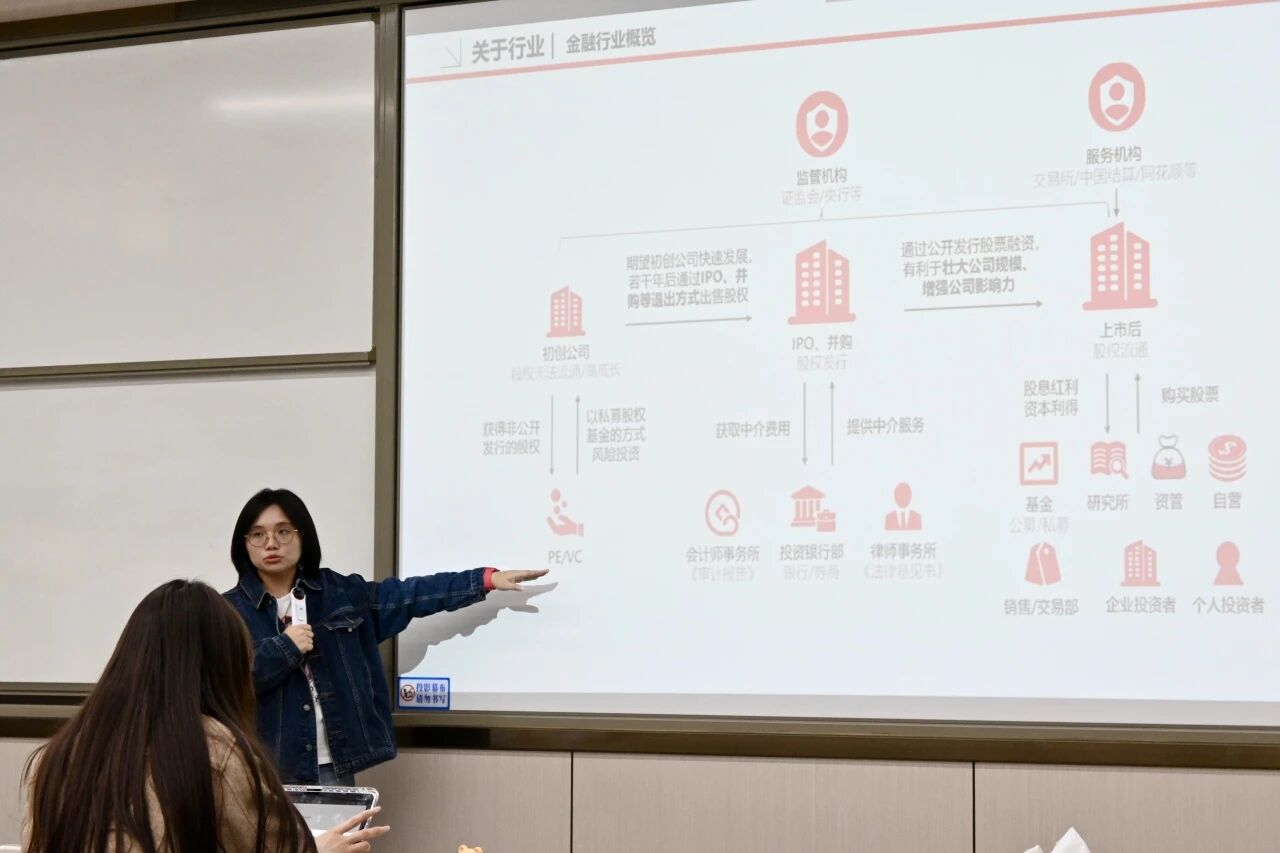 关于行业 | 金融行业概览
监管机构
证监会/央行等
服务机构
交易所/中国结算/同花顺等
期望初创公司快速发展，
若干年后通过IPO、并
购等退出方式出售股权
通过公开发行股票融资，
有利于壮大公司规模、
增强公司影响力
初创公司
股权无法流通/高成长
IPO、并购
股权发行
上市后
股权流通
获得非公开
发行的股权
以私募股权
基金的方式
风险投资
获取中介费用
提供中介服务
股息红利
资本利得
购买股票
PE/VC
会计师事务所
《审计报告》
投资银行部
银行/券商
律师事务所
《法律意见书》
基金
公募/私募
研究所
资管
自营
销售/交易部
企业投资者
个人投资者
投影幕布
请勿书写